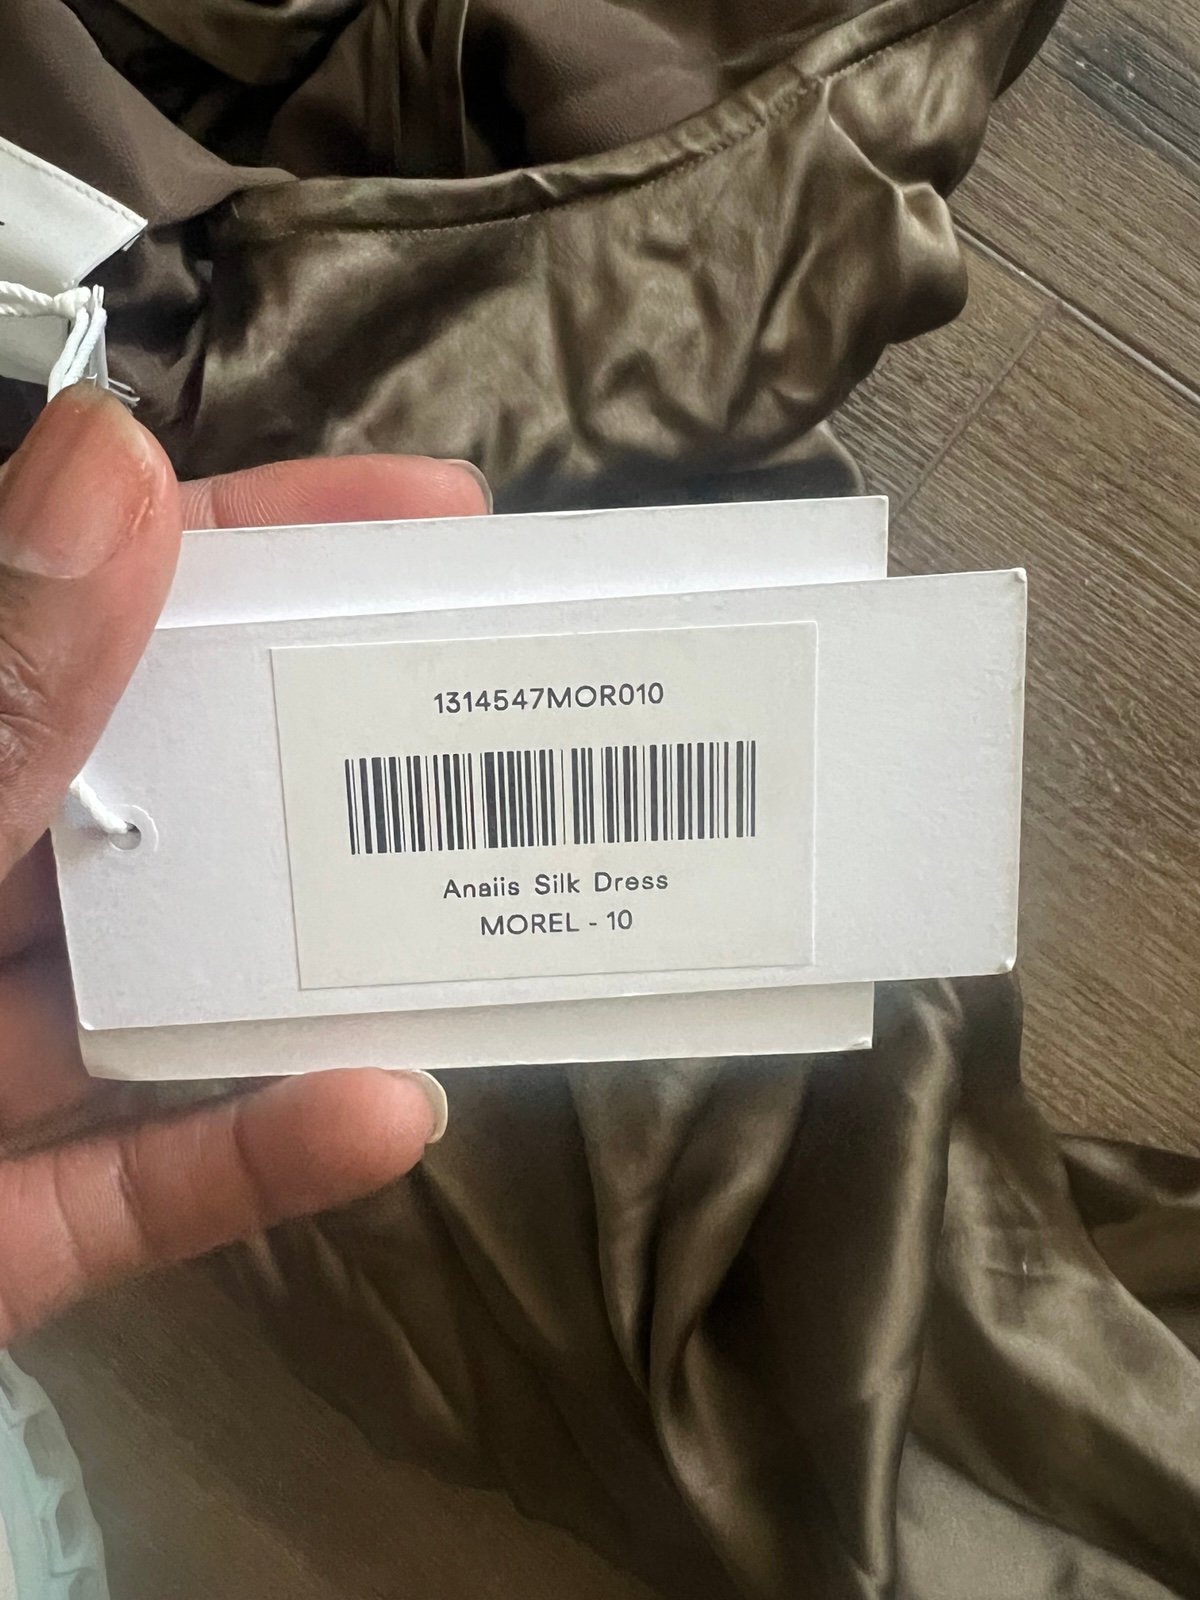 1314547MOR010
Anaiis Silk Dress
MOREL - 10